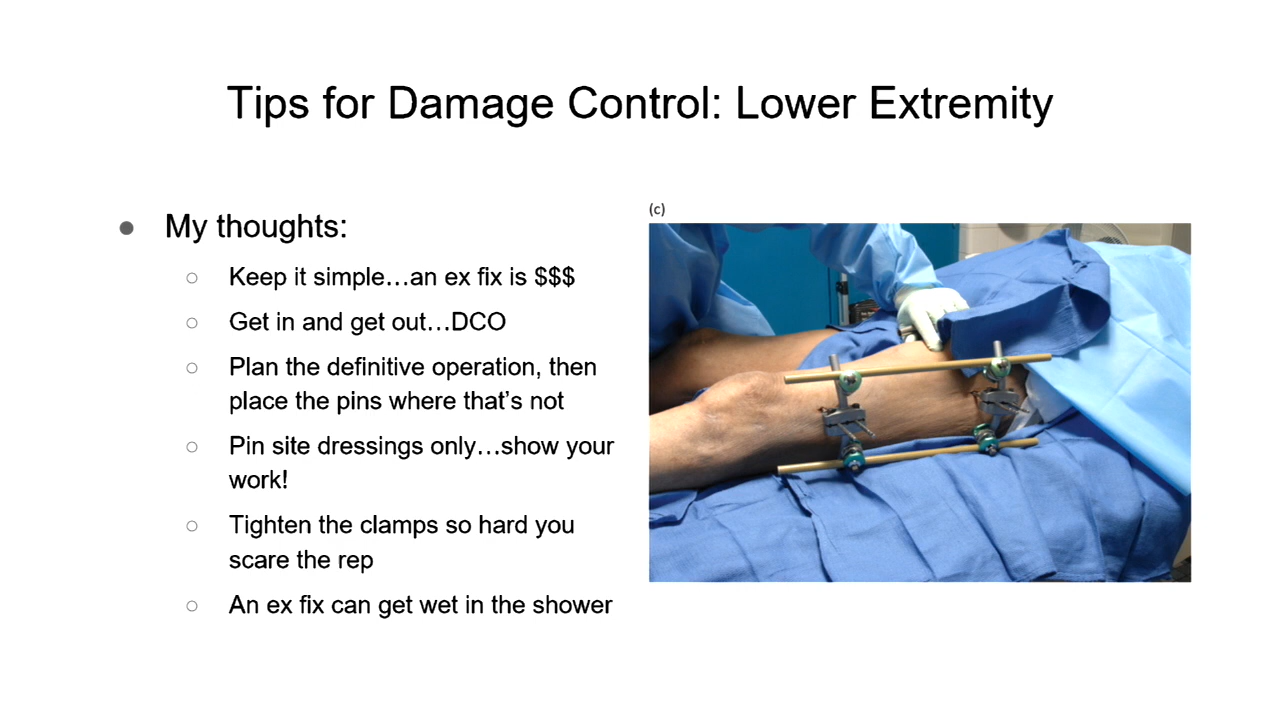 Tips for Damage Control: Lower Extremity
● My thoughts:
○ Keep it simple…an ex fix is $$$
○ Get in and get out…DCO
○ Plan the definitive operation, then
place the pins where that’s not
○ Pin site dressings only…show your
work!
○ Tighten the clamps so hard you
scare the rep
○ An ex fix can get wet in the shower
(c)